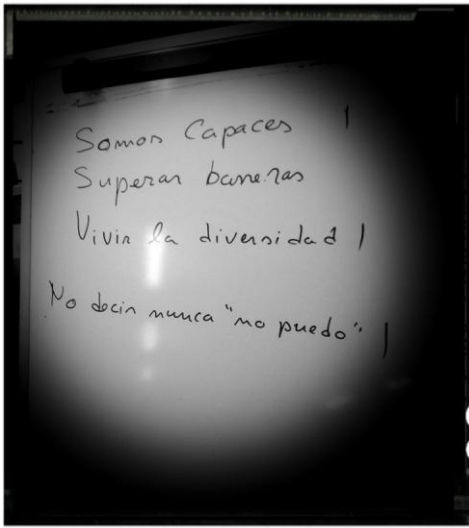 Somos Capaces |
Superar barreras
Vivir la diversidad |
No decir nunca "no puedo" |